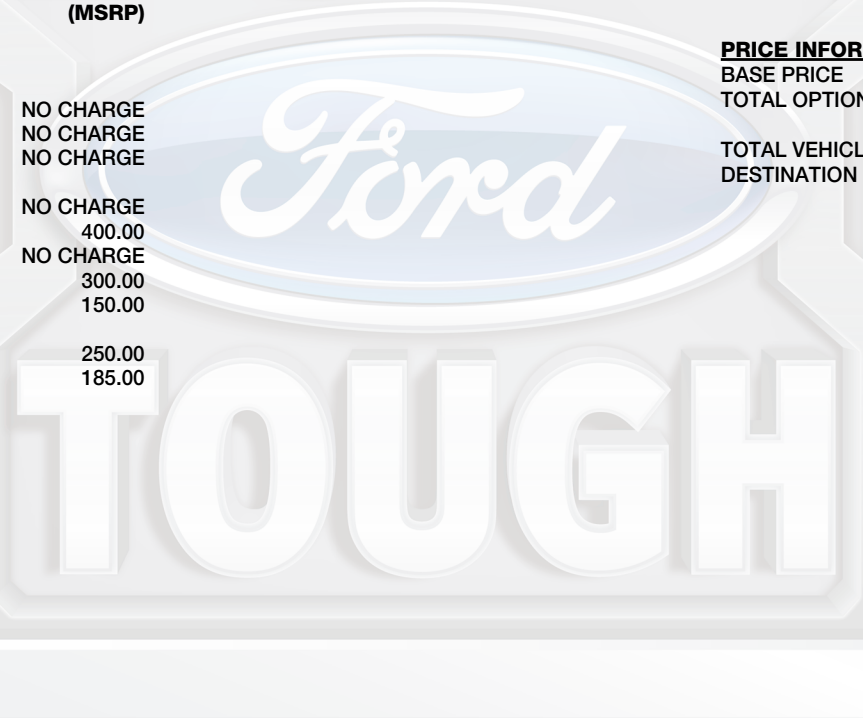 (MSRP)
NO CHARGE
NO CHARGE
NO CHARGE
NO CHARGE
400.00
NO CHARGE
300.00
150.00
250.00
185.00
PRICE INFOR
BASE PRICE
TOTAL OPTION
TOTAL VEHICL
DESTINATION
Ford
TOUGH